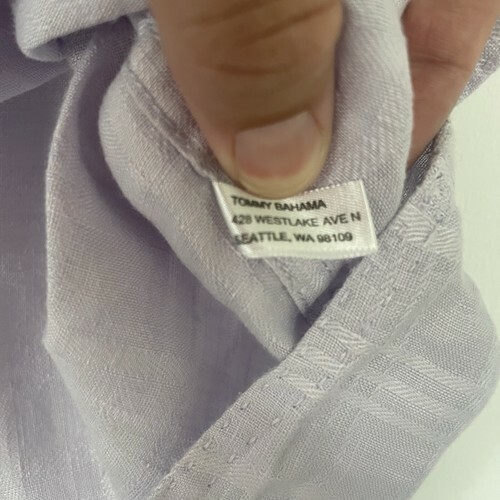 TOMMY BAHAMA
428 WESTLAKE AVE N
SEATTLE, WA 98109